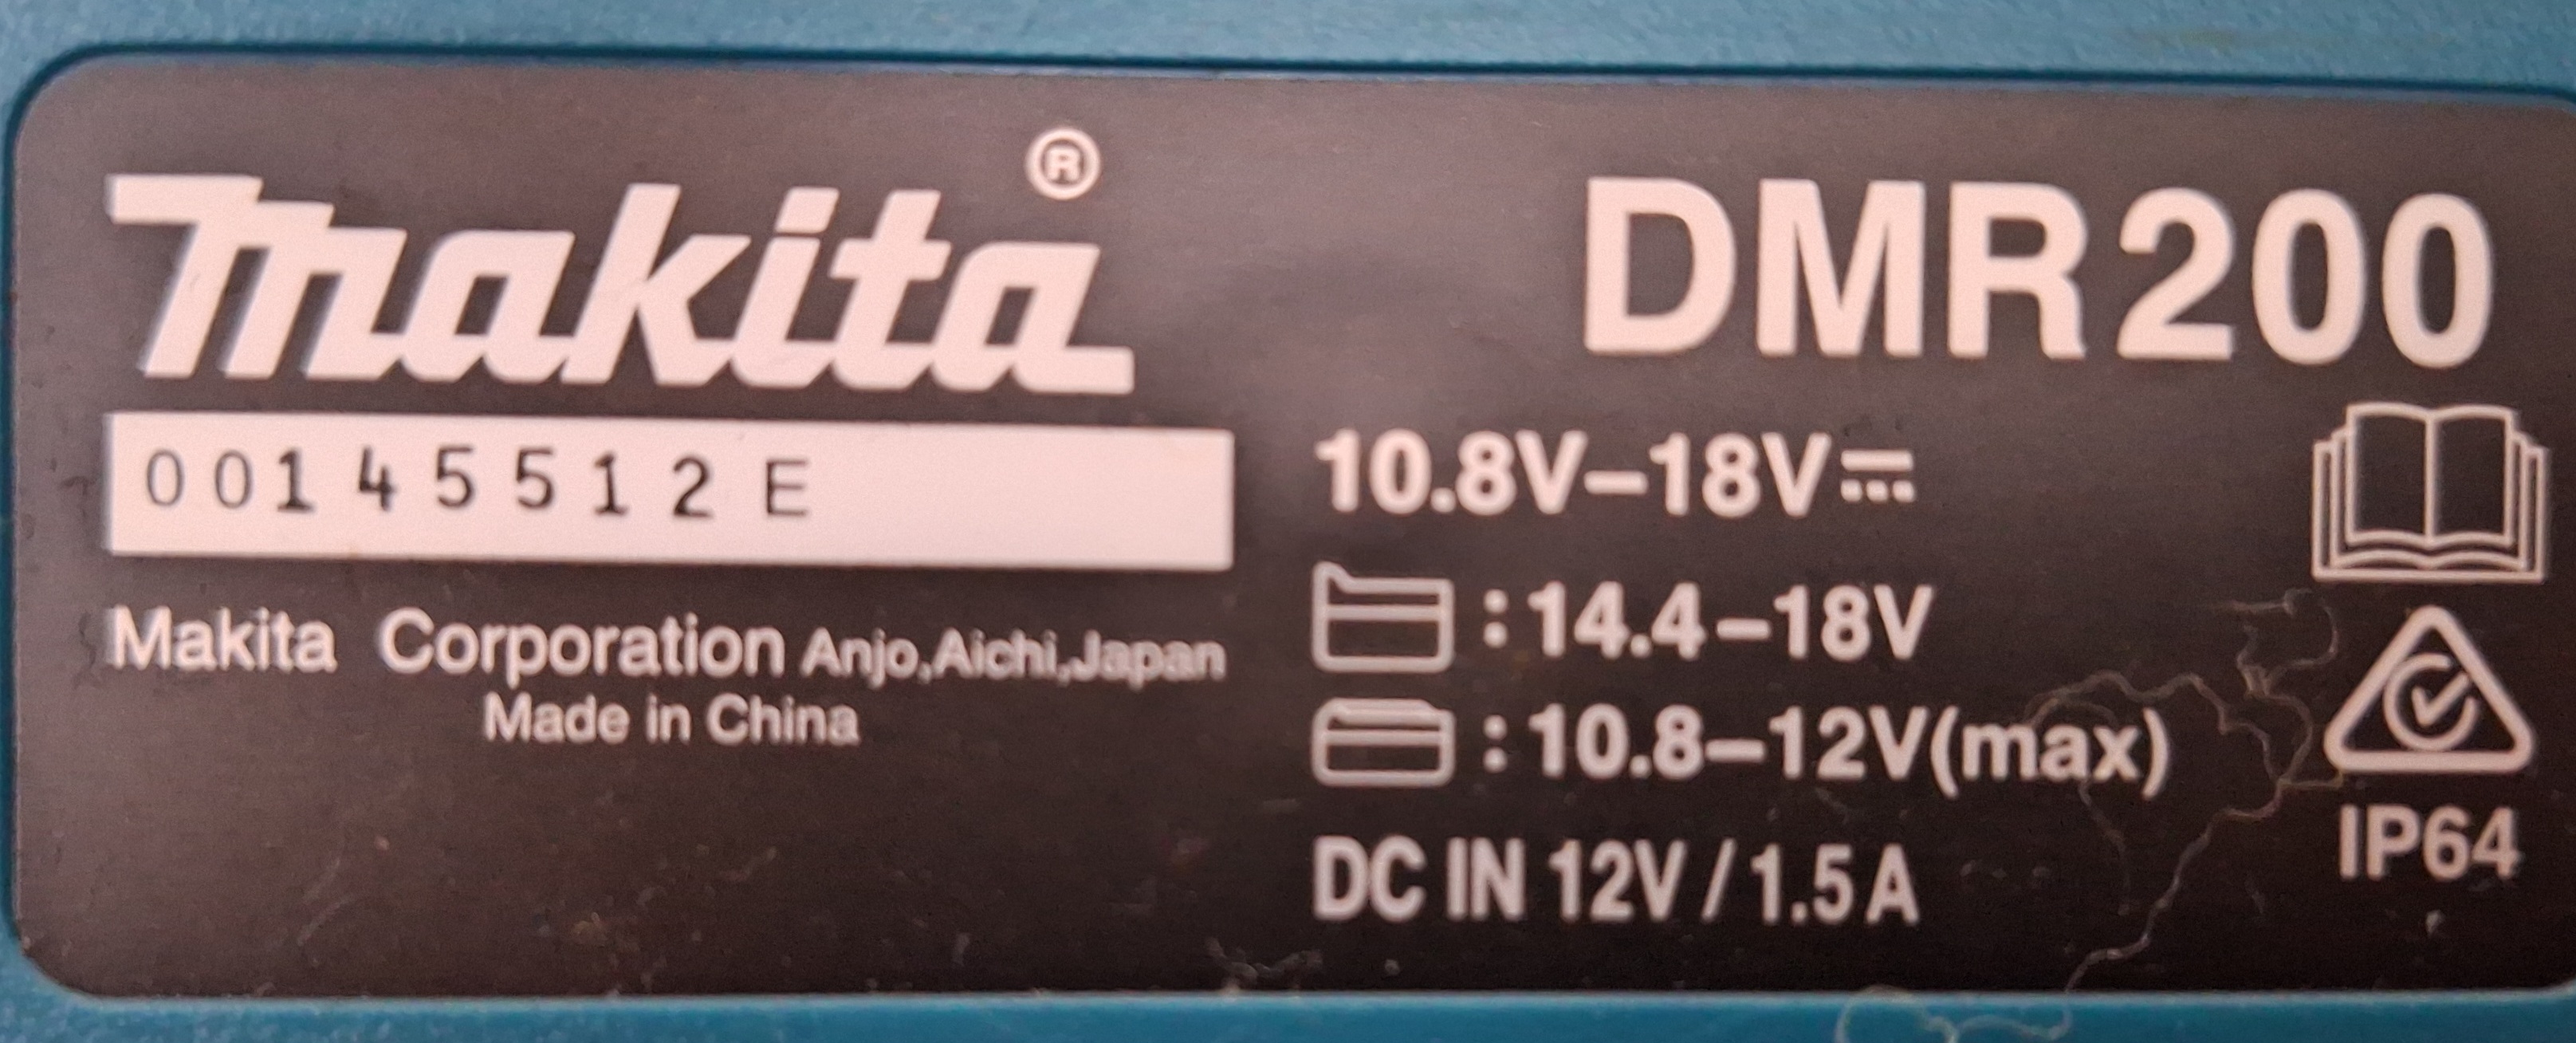 makita®
00145512E
Makita Corporation Anjo,Aichi,Japan
Made in China
DMR200
10.8V–18V⎓
: 14.4–18V
: 10.8–12V(max)
DC IN 12V / 1.5A
IP64